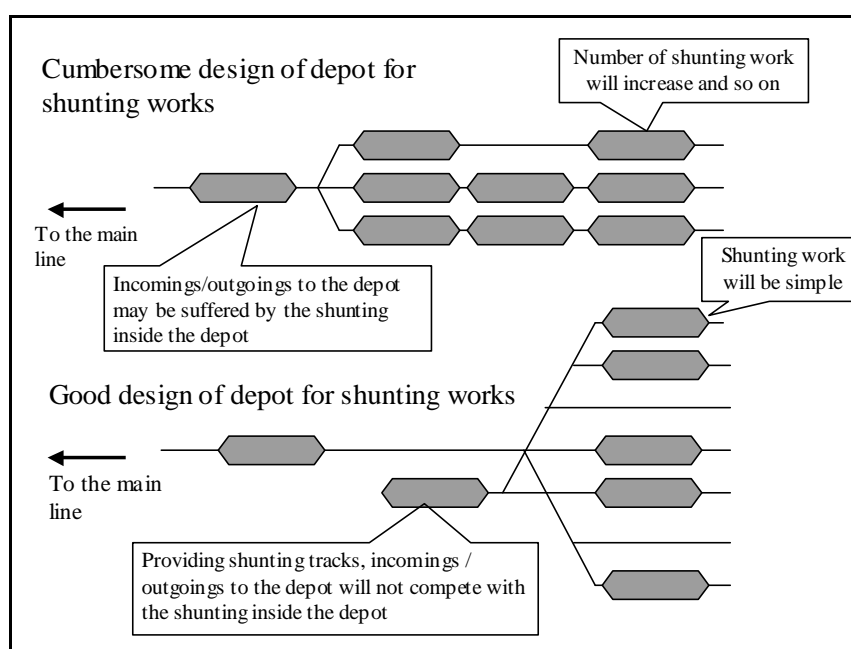 Cumbersome design of depot for
shunting works
Number of shunting work
will increase and so on
To the main
line
Incomings/outgoings to the depot
may be suffered by the shunting
inside the depot
Shunting work
will be simple
Good design of depot for shunting works
To the main
line
Providing shunting tracks, incomings /
outgoings to the depot will not compete with
the shunting inside the depot